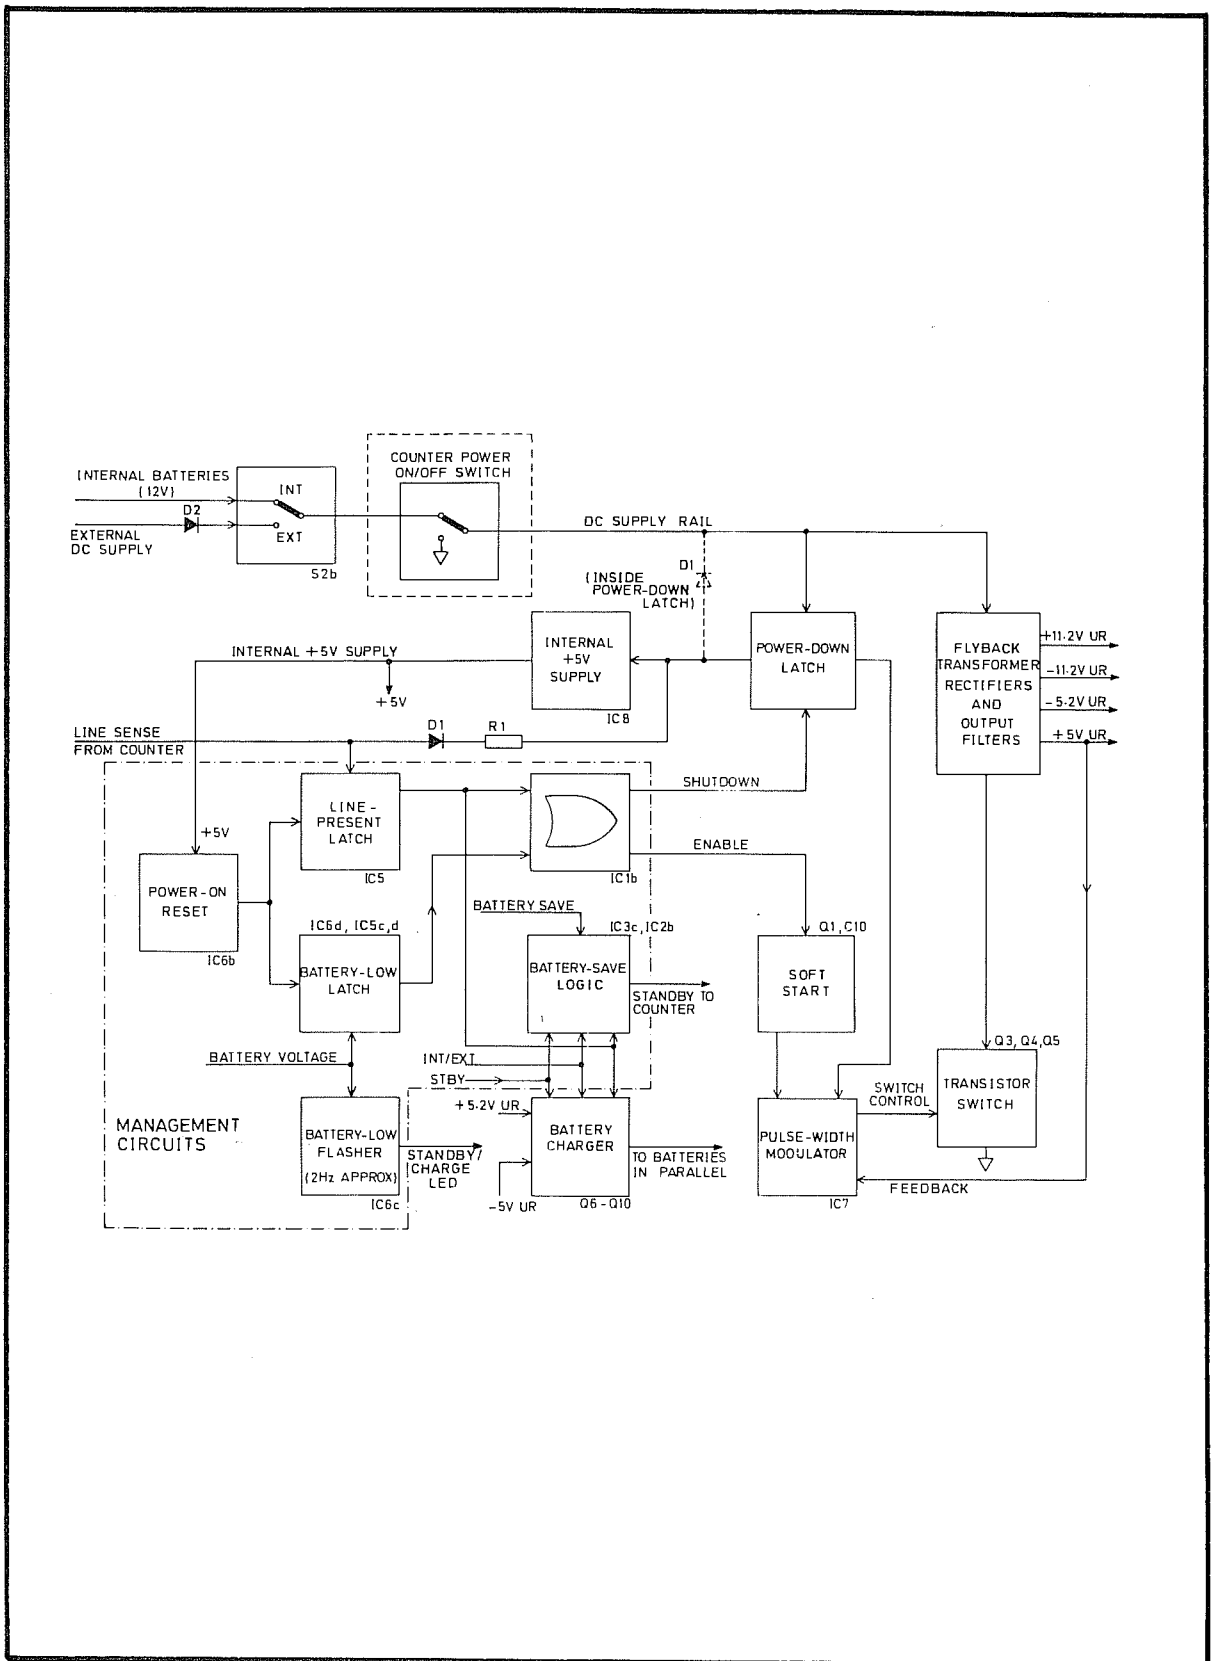 COUNTER POWER
ON/OFF SWITCH
INTERNAL BATTERIES
(12V)
D2
EXTERNAL
DC SUPPLY
INT
EXT
S2b
DC SUPPLY RAIL
D1
(INSIDE
POWER-DOWN
LATCH)
INTERNAL +5V SUPPLY
+5V
INTERNAL
+5V
SUPPLY
IC8
POWER-DOWN
LATCH
FLYBACK
TRANSFORMER
RECTIFIERS
AND
OUTPUT
FILTERS
+11.2V UR
-11.2V UR
-5.2V UR
+5V UR
LINE SENSE
FROM COUNTER
D1
R1
+5V
LINE-
PRESENT
LATCH
IC5
SHUTDOWN
ENABLE
IC1b
POWER-ON
RESET
IC6b
IC6d, IC5c,d
BATTERY-LOW
LATCH
BATTERY SAVE
IC3c, IC2b
BATTERY-SAVE
LOGIC
STANDBY TO
COUNTER
Q1, C10
SOFT
START
BATTERY VOLTAGE
INT/EXT
STBY
+5.2V UR
-5V UR
MANAGEMENT
CIRCUITS
BATTERY-LOW
FLASHER
(2Hz APPROX)
IC6c
STANDBY/
CHARGE
LED
BATTERY
CHARGER
Q6-Q10
TO BATTERIES
IN PARALLEL
PULSE-WIDTH
MODULATOR
IC7
SWITCH
CONTROL
Q3, Q4, Q5
TRANSISTOR
SWITCH
FEEDBACK